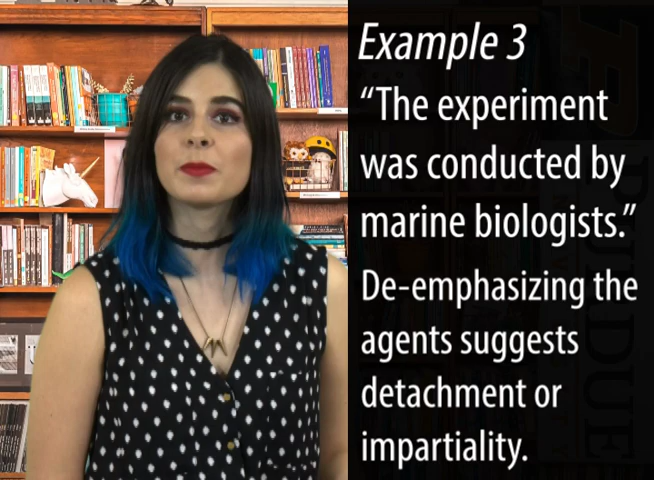 Example 3
“The experiment
was conducted by
marine biologists.”
De-emphasizing the
agents suggests
detachment or
impartiality.